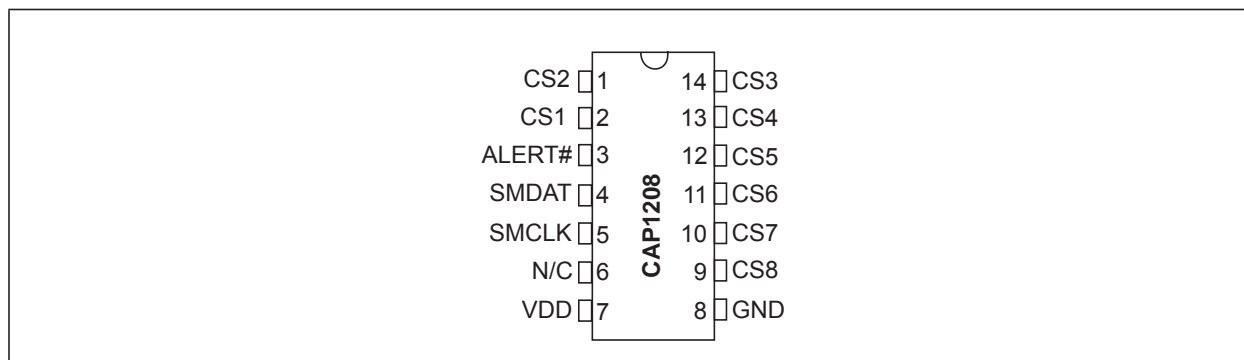 CS2 1 14 CS3
CS1 2 13 CS4
ALERT# 3 12 CS5
SMDAT 4 11 CS6
SMCLK 5 10 CS7
N/C 6 9 CS8
VDD 7 8 GND
CAP1208